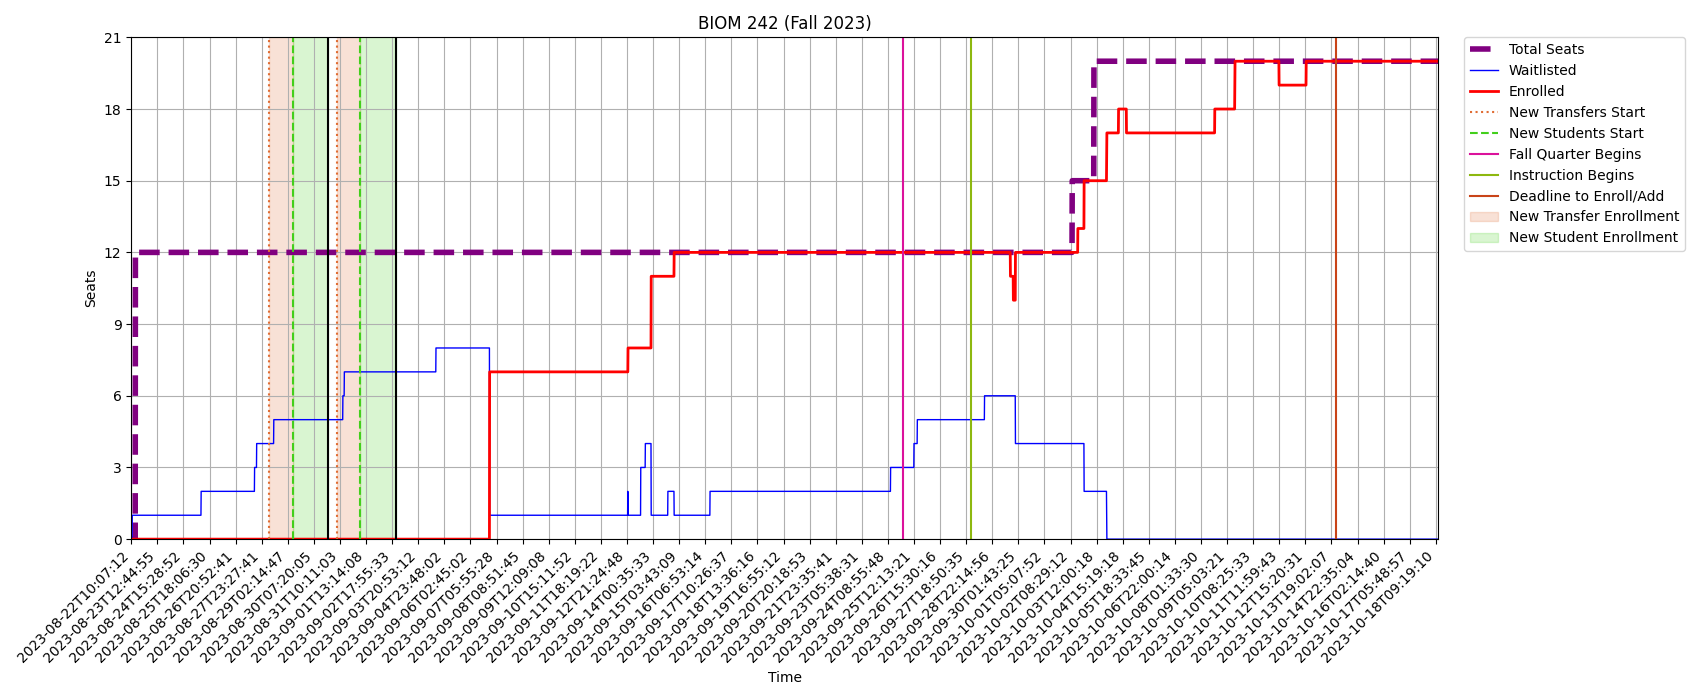 BIOM 242 (Fall 2023)
21
18
15
12
9
6
3
0
Seats
2023-08-22T10:07:12
2023-08-23T12:44:55
2023-08-24T15:28:52
2023-08-25T18:06:30
2023-08-26T20:52:41
2023-08-27T23:27:41
2023-08-29T02:14:47
2023-08-30T07:20:05
2023-08-31T10:11:03
2023-09-01T13:14:08
2023-09-02T17:55:33
2023-09-03T20:53:12
2023-09-04T23:48:02
2023-09-06T02:45:02
2023-09-07T05:55:28
2023-09-08T08:51:45
2023-09-09T12:09:08
2023-09-10T15:11:52
2023-09-11T18:19:22
2023-09-12T21:24:48
2023-09-14T00:35:33
2023-09-15T03:43:09
2023-09-16T06:53:14
2023-09-17T10:26:37
2023-09-18T13:36:16
2023-09-19T16:55:12
2023-09-20T20:18:53
2023-09-21T23:35:41
2023-09-23T05:38:31
2023-09-24T08:55:48
2023-09-25T12:13:21
2023-09-26T15:30:16
2023-09-27T18:50:35
2023-09-28T22:14:56
2023-09-30T01:43:25
2023-10-01T05:07:52
2023-10-02T08:29:12
2023-10-03T12:00:18
2023-10-04T15:19:18
2023-10-05T18:33:45
2023-10-06T22:00:14
2023-10-08T01:33:30
2023-10-09T05:03:21
2023-10-10T08:25:33
2023-10-11T11:59:43
2023-10-12T15:20:31
2023-10-13T19:02:07
2023-10-14T22:35:04
2023-10-16T02:14:40
2023-10-17T05:48:57
2023-10-18T09:19:10
Time
Total Seats
Waitlisted
Enrolled
New Transfers Start
New Students Start
Fall Quarter Begins
Instruction Begins
Deadline to Enroll/Add
New Transfer Enrollment
New Student Enrollment